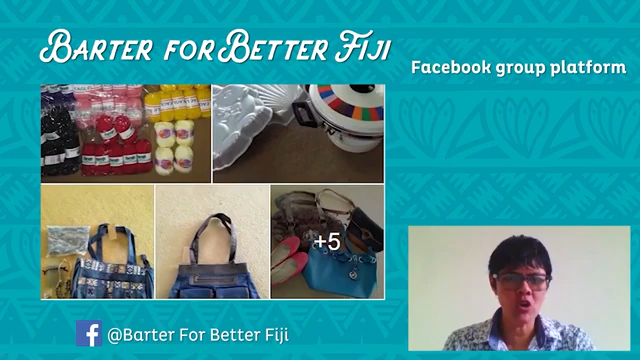 Barter for Better Fiji
Facebook group platform
+5
@Barter For Better Fiji